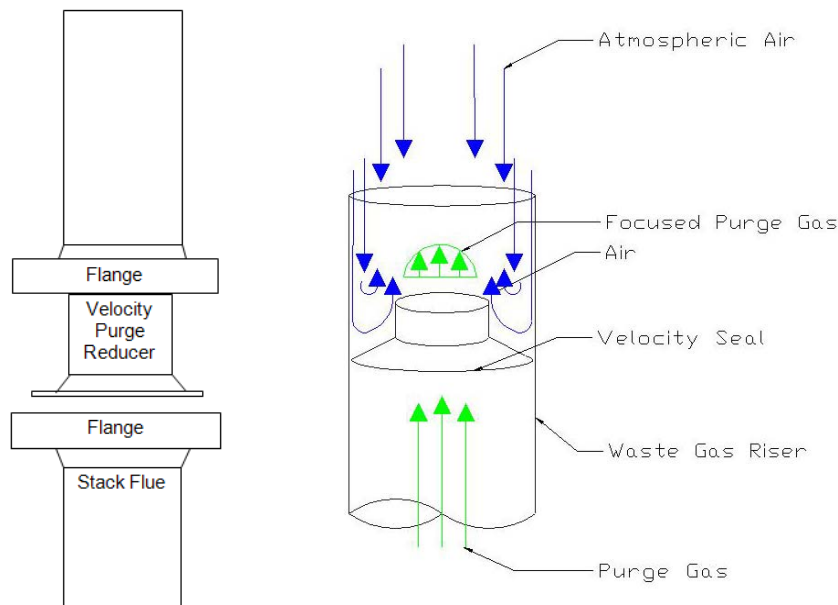 Flange
Velocity
Purge
Reducer
Flange
Stack Flue
Atmospheric Air
Focused Purge Gas
Air
Velocity Seal
Waste Gas Riser
Purge Gas